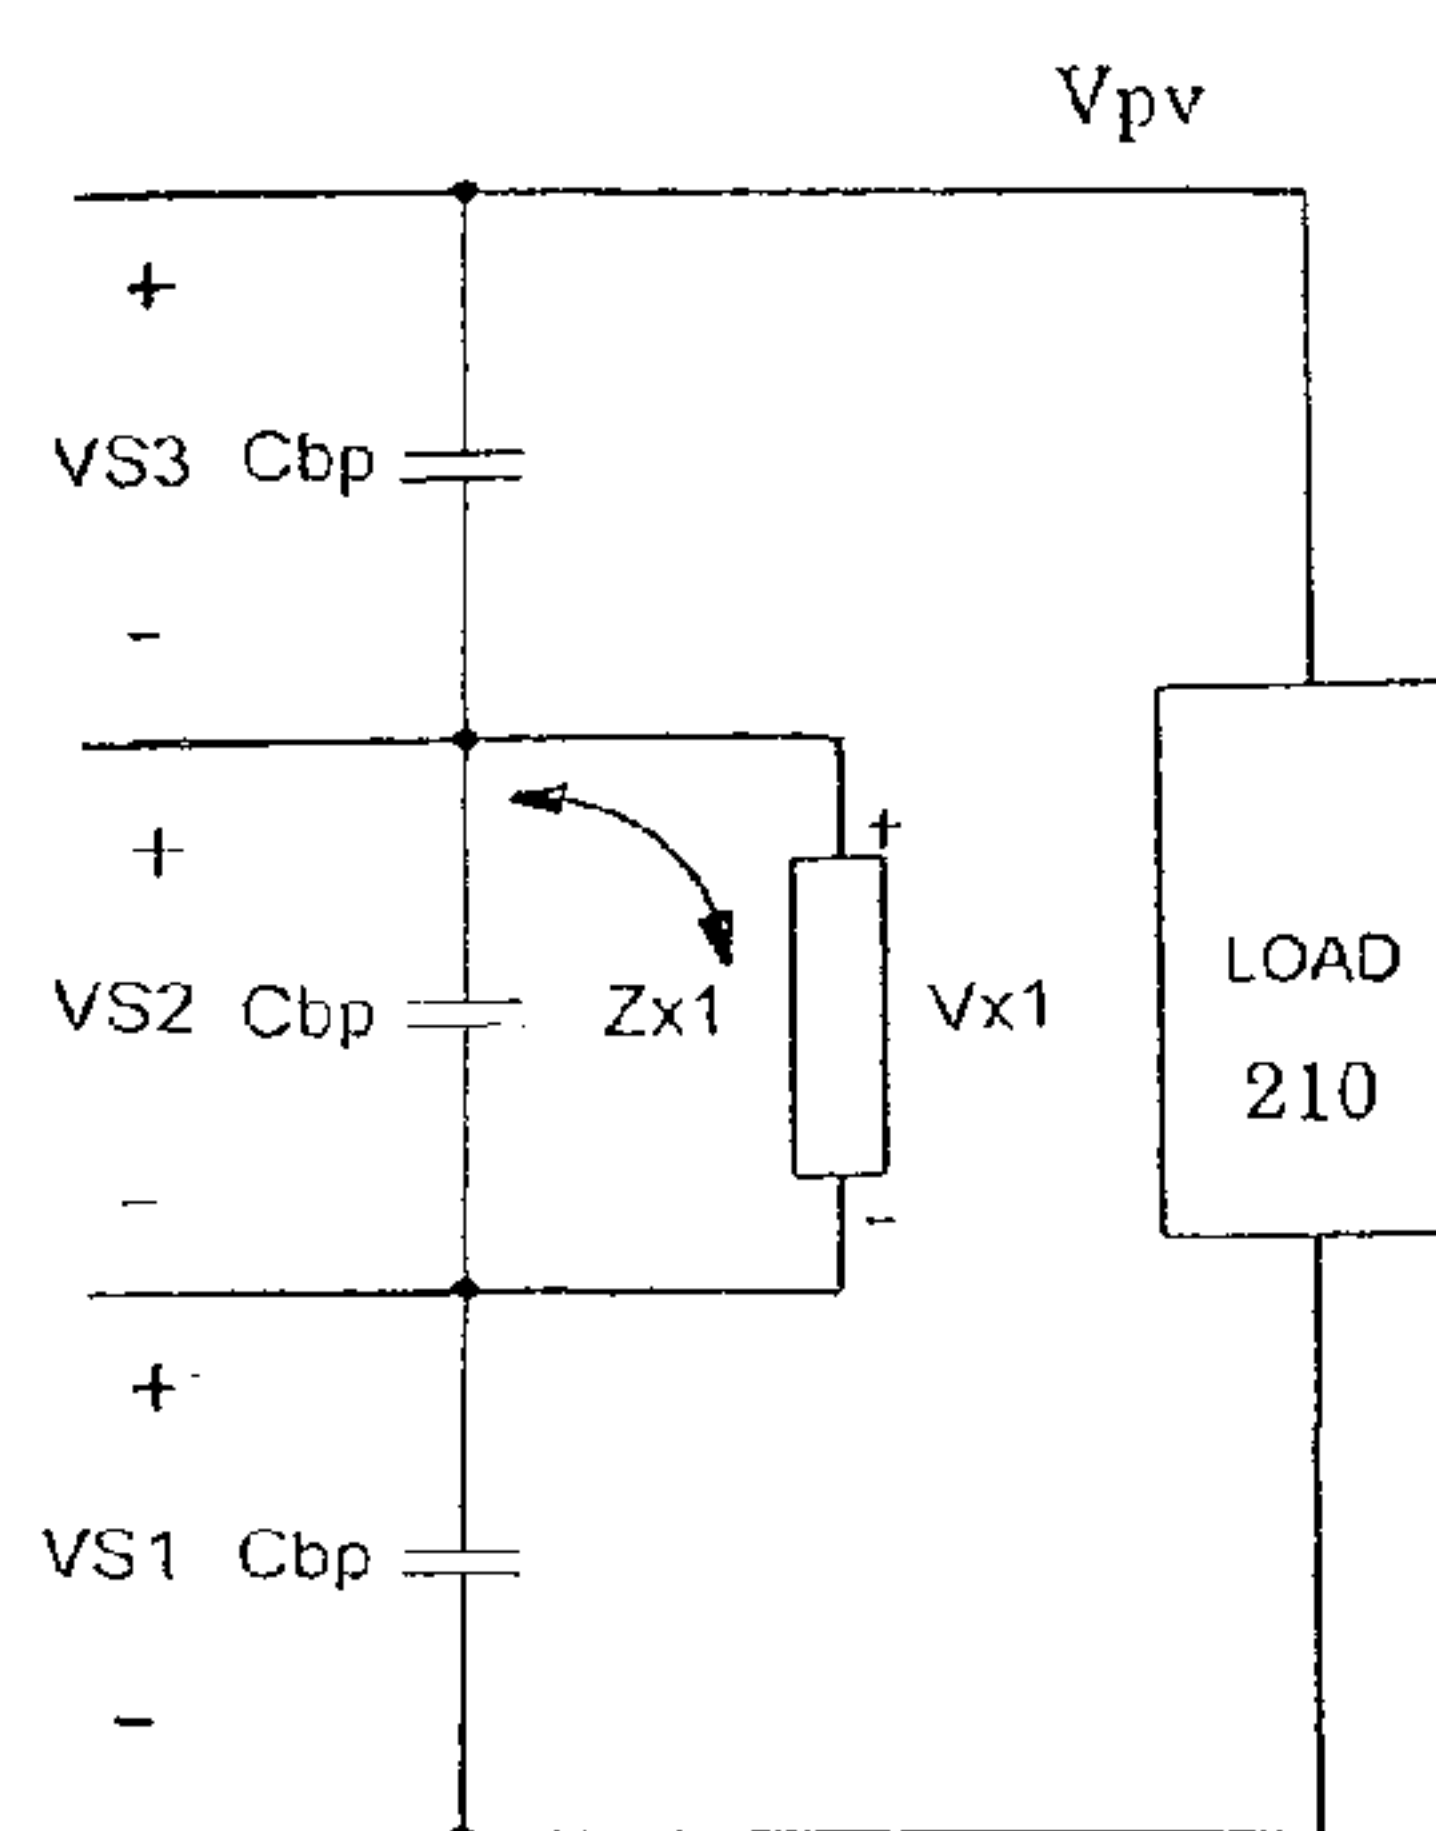 Vpv
+
VS3 Cbp
-
+
+
VS2 Cbp Zx1 Vx1
LOAD
210
-
-
+
VS1 Cbp
-